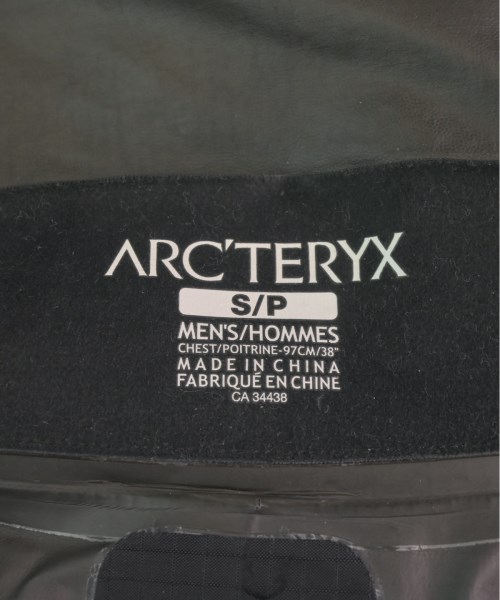 ARC'TERYX
S/P
MEN'S/HOMMES
CHEST/POITRINE-97CM/38"
MADE IN CHINA
FABRIQUÉ EN CHINE
CA 34438